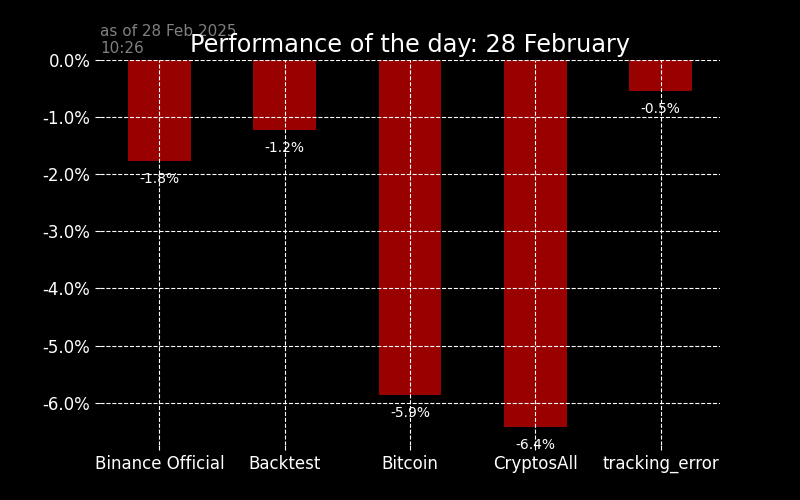 as of 28 Feb 2025
10:26
Performance of the day: 28 February
0.0%
-1.0%
-2.0%
-3.0%
-4.0%
-5.0%
-6.0%
-1.8%
-1.2%
-5.9%
-6.4%
-0.5%
Binance Official
Backtest
Bitcoin
CryptosAll
tracking_error